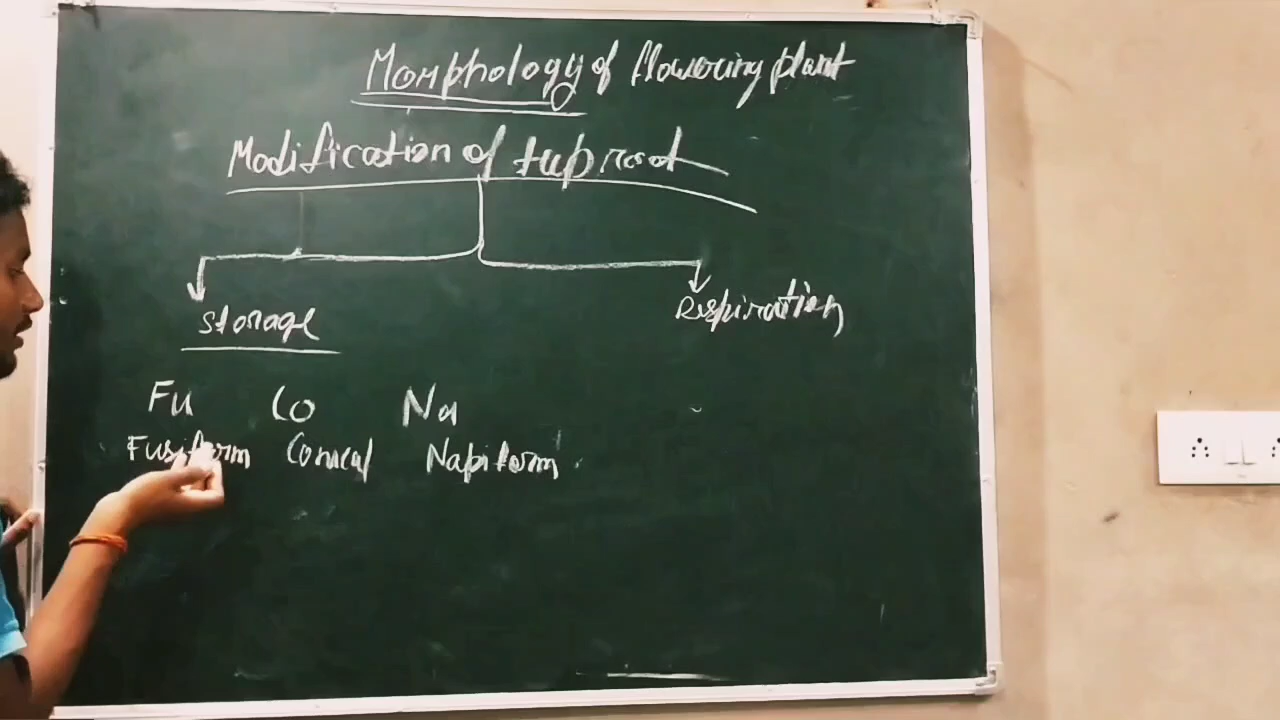 Morphology of flowering plant
Modification of tap root
Storage
Respiration
Fu Co Na
Fusiform Conical Napiform